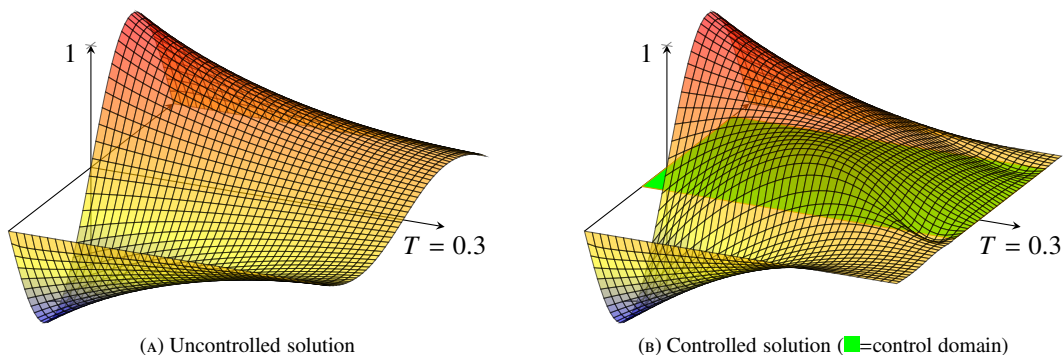 1
T = 0.3
(A) Uncontrolled solution
1
T = 0.3
(B) Controlled solution (=control domain)